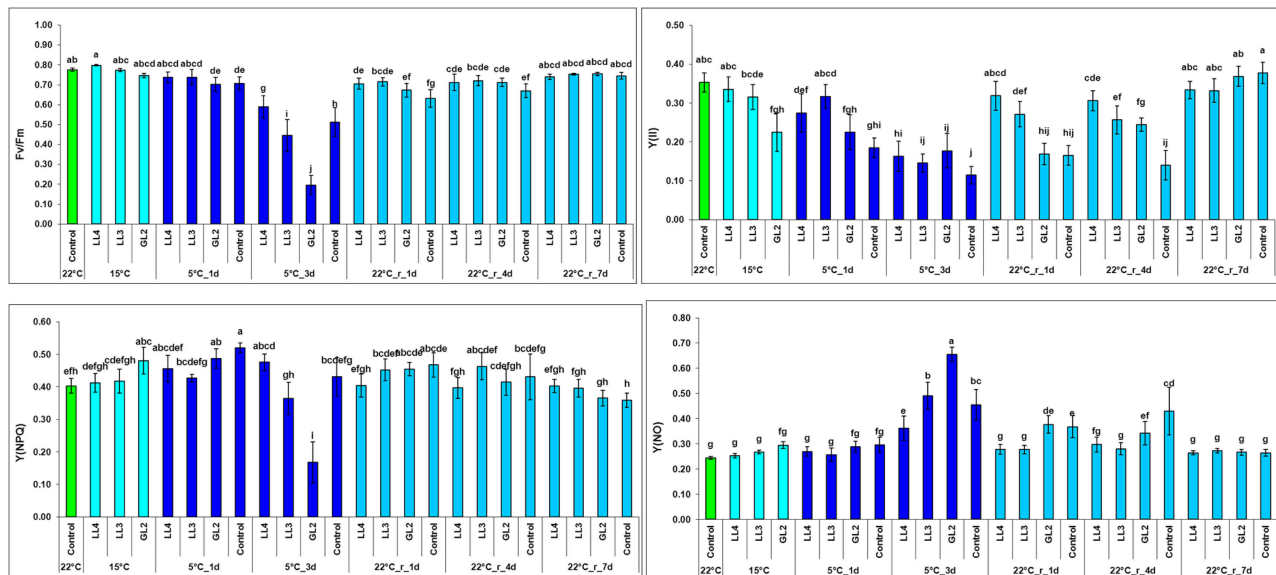 Fv/Fm
1.00
0.90
0.80
0.70
0.60
0.50
0.40
0.30
0.20
0.10
0.00
ab a abc abcd abcd abcd de de g i j h de bcde ef fg cde bcde cde ef abcd abcd abcd abcd
Control LL4 LL3 GL2 LL4 LL3 GL2 Control LL4 LL3 GL2 Control LL4 LL3 GL2 Control LL4 LL3 GL2 Control LL4 LL3 GL2 Control
22°C 15°C 5°C_1d 5°C_3d 22°C_r_1d 22°C_r_4d 22°C_r_7d
Y(II)
0.40
0.30
0.20
0.10
0.00
abc abc bcde fgh def abcd fgh ghi hi ij ij j abcd def hij hij cde ef fg ij abc abc ab a
Control LL4 LL3 GL2 LL4 LL3 GL2 Control LL4 LL3 GL2 Control LL4 LL3 GL2 Control LL4 LL3 GL2 Control LL4 LL3 GL2 Control
22°C 15°C 5°C_1d 5°C_3d 22°C_r_1d 22°C_r_4d 22°C_r_7d
Y(NPQ)
0.60
0.50
0.40
0.30
0.20
0.10
0.00
efh defgh cdefgh abc abcdef bcdefg ab a abcd gh i bcdefg efgh bcdef abcde abcde efgh abcdef cdefgh bcdefg efgh fgh gh h
Control LL4 LL3 GL2 LL4 LL3 GL2 Control LL4 LL3 GL2 Control LL4 LL3 GL2 Control LL4 LL3 GL2 Control LL4 LL3 GL2 Control
22°C 15°C 5°C_1d 5°C_3d 22°C_r_1d 22°C_r_4d 22°C_r_7d
Y(NO)
0.80
0.70
0.60
0.50
0.40
0.30
0.20
0.10
0.00
g g g fg g g fg fg e b a bc g g de e fg g ef cd g g g g
Control LL4 LL3 GL2 LL4 LL3 GL2 Control LL4 LL3 GL2 Control LL4 LL3 GL2 Control LL4 LL3 GL2 Control LL4 LL3 GL2 Control
22°C 15°C 5°C_1d 5°C_3d 22°C_r_1d 22°C_r_4d 22°C_r_7d